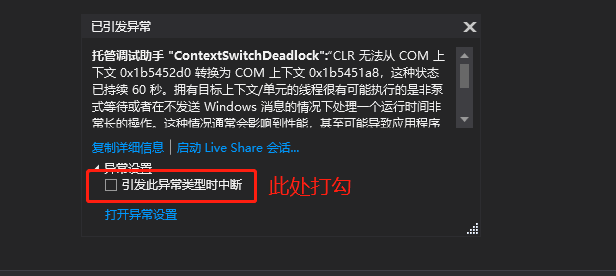 已引发异常
托管调试助手 "ContextSwitchDeadlock":“CLR 无法从 COM 上
下文 0x1b5452d0 转换为 COM 上下文 0x1b5451a8，这种状态
已持续 60 秒。拥有目标上下文/单元的线程很有可能执行的是非泵
式等待或者在不发送 Windows 消息的情况下处理一个运行时间非
常长的操作。这种情况通常会影响到性能，甚至可能导致应用程序
复制详细信息 | 启动 Live Share 会话...
异常设置
引发此异常类型时中断 此处打勾
打开异常设置